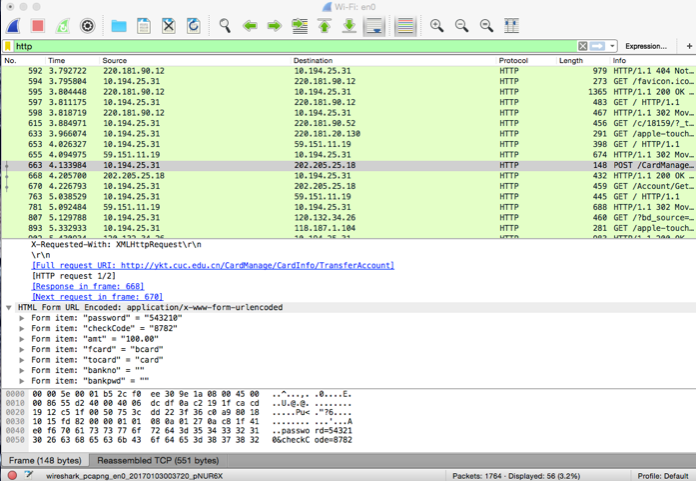 Wi-Fi: en0
http
Expression...
+
No. Time Source Destination Protocol Length Info
592 3.792722 220.181.90.12 10.194.25.31 HTTP 979 HTTP/1.1 404 Not…
594 3.795804 10.194.25.31 220.181.90.12 HTTP 273 GET /favicon.ico…
595 3.804448 220.181.90.12 10.194.25.31 HTTP 1365 HTTP/1.1 200 OK …
597 3.811175 10.194.25.31 220.181.90.12 HTTP 483 GET / HTTP/1.1
598 3.818719 220.181.90.12 10.194.25.31 HTTP 467 HTTP/1.1 302 Mov…
615 3.884971 10.194.25.31 220.181.90.52 HTTP 456 GET /c/18159/?_t…
633 3.966074 10.194.25.31 220.181.20.130 HTTP 291 GET /apple-touch…
653 4.026327 10.194.25.31 59.151.11.19 HTTP 398 GET / HTTP/1.1
655 4.094975 59.151.11.19 10.194.25.31 HTTP 674 HTTP/1.1 302 Mov…
663 4.133984 10.194.25.31 202.205.25.18 HTTP 148 POST /CardManage…
668 4.205700 202.205.25.18 10.194.25.31 HTTP 432 HTTP/1.1 200 OK …
670 4.226793 10.194.25.31 202.205.25.18 HTTP 459 GET /Account/Get…
763 5.038529 10.194.25.31 59.151.11.19 HTTP 445 GET / HTTP/1.1
781 5.092484 59.151.11.19 10.194.25.31 HTTP 688 HTTP/1.1 302 Mov…
807 5.129788 10.194.25.31 120.132.34.26 HTTP 460 GET /?bd_source=…
893 5.332933 10.194.25.31 118.187.1.104 HTTP 281 GET /apple-touch…
X-Requested-With: XMLHttpRequest\r\n
\r\n
[Full request URI: http://ykt.cuc.edu.cn/CardManage/CardInfo/TransferAccount]
[HTTP request 1/2]
[Response in frame: 668]
[Next request in frame: 670]
HTML Form URL Encoded: application/x-www-form-urlencoded
Form item: "password" = "543210"
Form item: "checkCode" = "8782"
Form item: "amt" = "100.00"
Form item: "fcard" = "bcard"
Form item: "tocard" = "card"
Form item: "bankno" = ""
Form item: "bankpwd" = ""
0000 00 00 5e 00 01 b5 2c f0 ee 30 9e 1a 08 00 45 00 ..^...,. .0....E.
0010 00 86 55 d2 40 00 40 06 dc df 0a c2 19 1f ca cd ..U.@.@. ........
0020 19 12 c5 1f 00 50 75 3c dd 22 3f 36 c0 a9 80 18 .....Pu< ."?6....
0030 10 15 fd 82 00 00 01 01 08 0a 01 27 0a c8 1f 41 ........ ...'...A
0040 e0 f6 70 61 73 73 77 6f 72 64 3d 35 34 33 32 31 ..passwo rd=54321
0050 30 26 63 68 65 63 6b 43 6f 64 65 3d 38 37 38 32 0&checkC ode=8782
Frame (148 bytes) Reassembled TCP (551 bytes)
wireshark_pcapng_en0_20170103003720_pNUR6X Packets: 1764 · Displayed: 56 (3.2%) Profile: Default